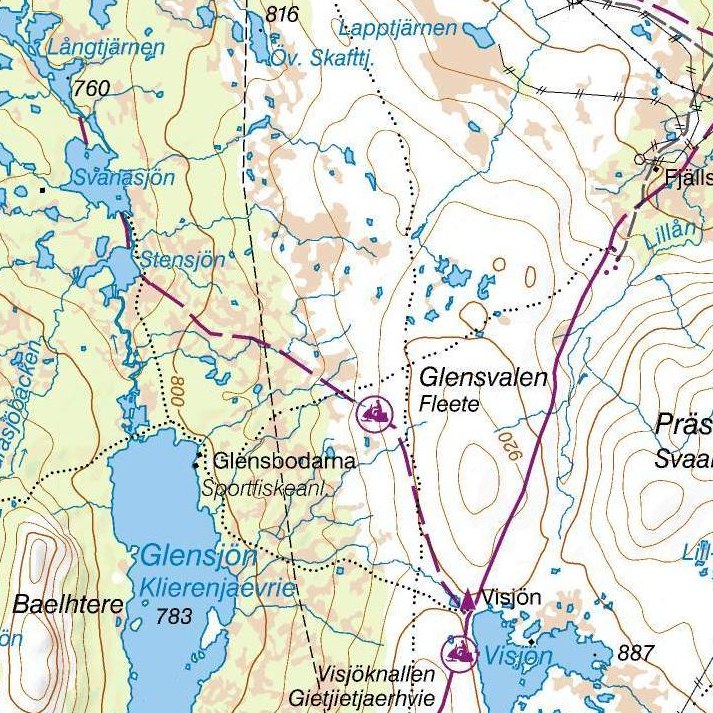 816
Lapptjärnen
Långtjärnen
Öv. Skafttj.
760
Svanasjön
Fjälls
Lillån
Stensjön
800
Glensvalen
Fleete
920
Präs
Svaa
Glensbodarna
Sportfiskeanl.
Glensjön
Klierenjaevrie
783
Baelhtere
Lill-
Visjön
Visjön
887
Visjöknallen
Gietjietjaerhvie